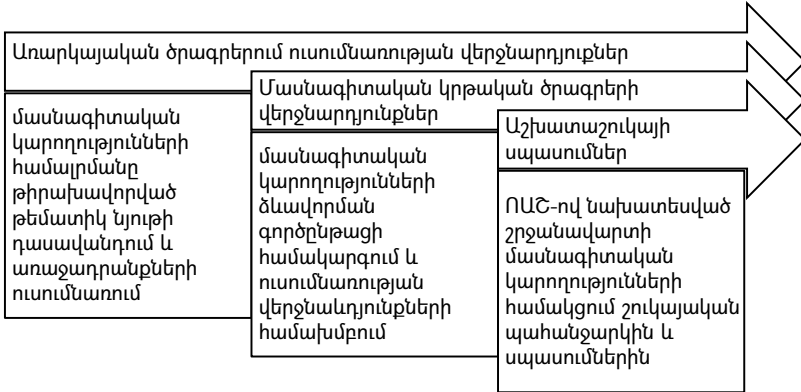 Առարկայական ծրագրերում ուսումնառության վերջնարդյուքներ
մասնագիտական
կարողությունների
համալրմանը
թիրախավորված
թեմատիկ նյութի
դասավանդում և
առաջադրանքների
ուսումնառում
Մասնագիտական կրթական ծրագրերի
վերջնարդյունքներ
մասնագիտական
կարողությունների
ձևավորման
գործընթացի
համակարգում և
ուսումնառության
վերջնաևդյունքների
համախմբում
Աշխատաշուկայի
սպասումներ
ՈԱՇ-ով նախատեսված
շրջանավարտի
մասնագիտական
կարողությունների
համակցում շուկայական
պահանջարկին և
սպասումներին